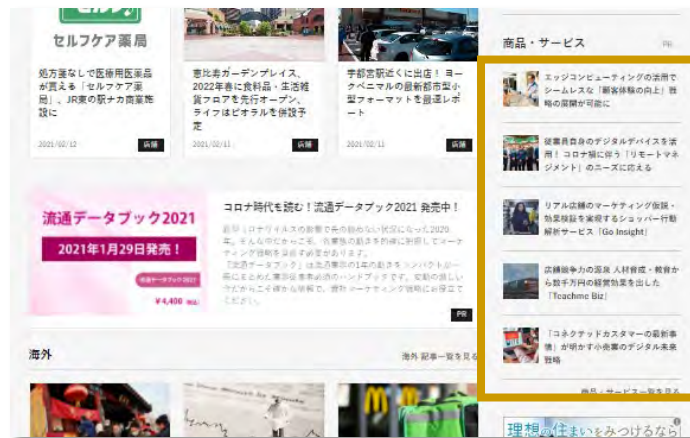 セルフケア薬局
処方箋なしで医療用医薬品
が買える「セルフケア薬
局」、JR東の駅ナカ商業施
設に
2021/02/12
店舗
恵比寿ガーデンプレイス、
2022年春に食料品・生活雑
貨フロアを先行オープン、
ライフはビオラルを併設予
定
2021/02/11
店舗
宇都宮駅近くに出店! ヨー
クベニマルの最新都市型小
型フォーマットを最速レポ
ート
2021/02/11
店舗
流通データブック2021
2021年1月29日発売!
流通データブック2021
¥4,400
コロナ時代も読む!流通データブック2021 発売中!
PR
海外
海外 記事一覧を見る
商品・サービス
PR
エッジコンピューティングの活用で
シームレスな「顧客体験の向上」戦
略の展開が可能に
従業員自身のデジタルデバイスを活
用! コロナ禍に伴う「リモートマネ
ジメント」のニーズに応える
リアル店舗のマーケティング仮説・
効果検証を実現するショッパー行動
解析サービス「Go Insight」
店舗競争力の源泉 人材育成・教育か
ら数千万円の経営効果を出した
「Teachme Biz」
「コネクテッドカスタマーの最新事
情」が明かす小売業のデジタル未来
戦略
商品・サービス一覧を見る
理想の住まいをみつけるなら